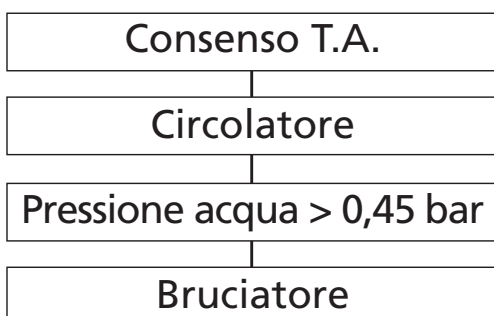 Consenso T.A.
Circolatore
Pressione acqua > 0,45 bar
Bruciatore